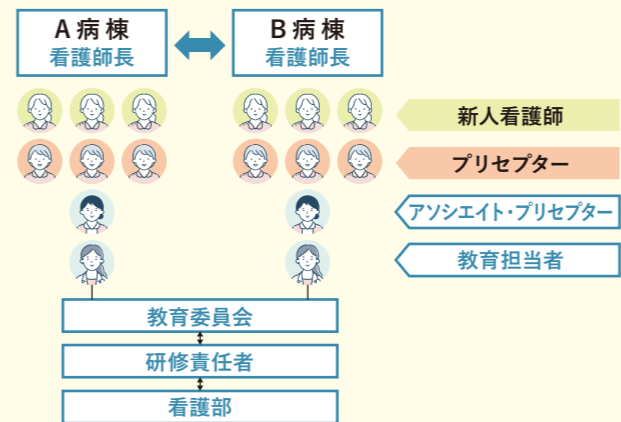 A病棟
看護師長
B病棟
看護師長
新人看護師
プリセプター
アソシエイト・プリセプター
教育担当者
教育委員会
研修責任者
看護部